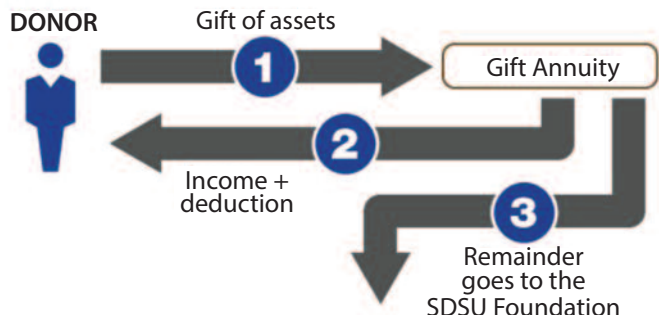 DONOR
Gift of assets
1
Gift Annuity
2
Income +
deduction
3
Remainder
goes to the
SDSU Foundation